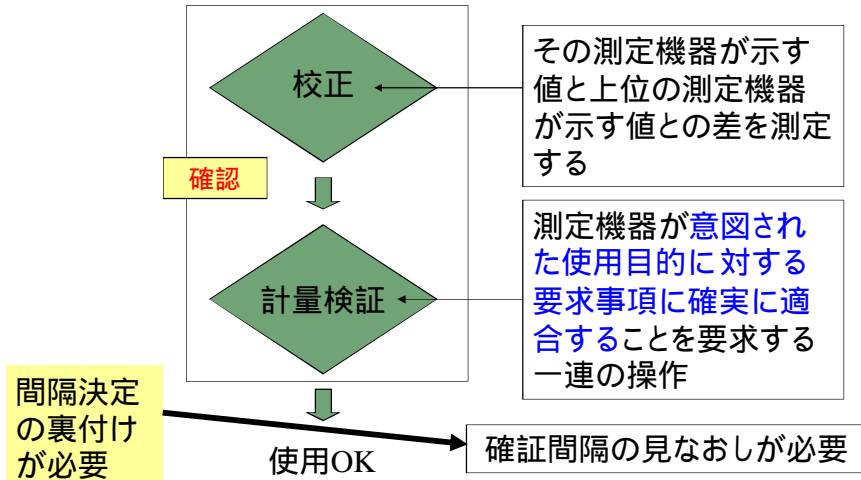 校正
その測定機器が示す
値と上位の測定機器
が示す値との差を測定
する
確認
計量検証
測定機器が意図され
た使用目的に対する
要求事項に確実に適
合することを要求する
一連の操作
間隔決定
の裏付け
が必要
使用OK
確証間隔の見なおしが必要